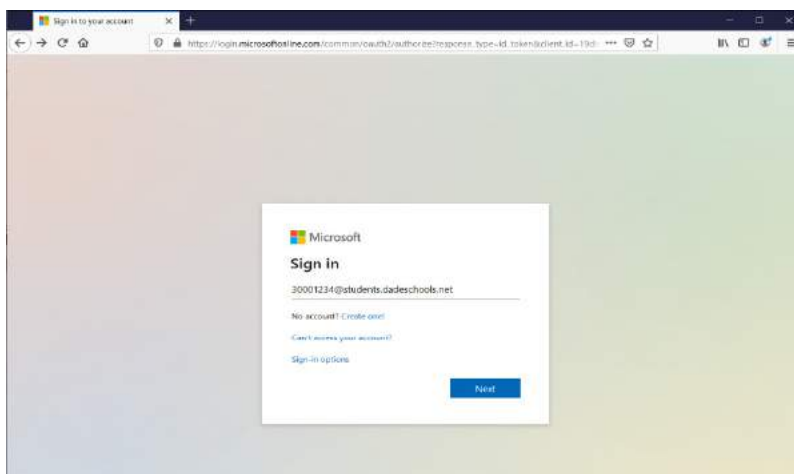 Sign in to your account
https://login.microsoftonline.com/common/oauth2/authorize?response_type=id_token&client_id=19d
Microsoft
Sign in
30001234@students.dadeschools.net
No account? Create one!
Can't access your account?
Sign-in options
Next